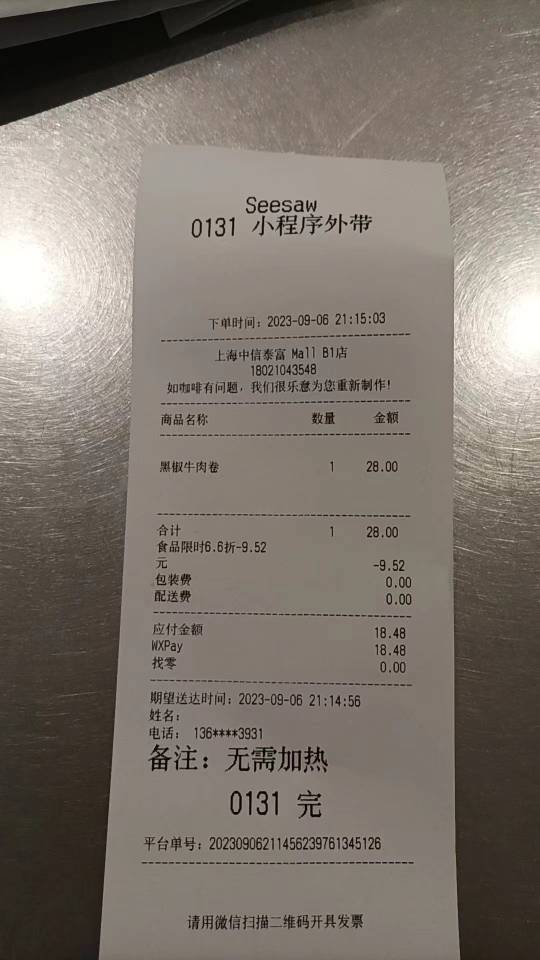 Seesaw
0131 小程序外带
下单时间：2023-09-06 21:15:03
上海中信泰富 Mall B1店
18021043548
如咖啡有问题，我们很乐意为您重新制作！
商品名称 数量 金额
黑椒牛肉卷 1 28.00
合计 1 28.00
食品限时6.6折-9.52
元 -9.52
包装费 0.00
配送费 0.00
应付金额 18.48
WXPay 18.48
找零 0.00
期望送达时间：2023-09-06 21:14:56
姓名：
电话： 136****3931
备注：无需加热
0131 完
平台单号：20230906211456239761345126
请用微信扫描二维码开具发票